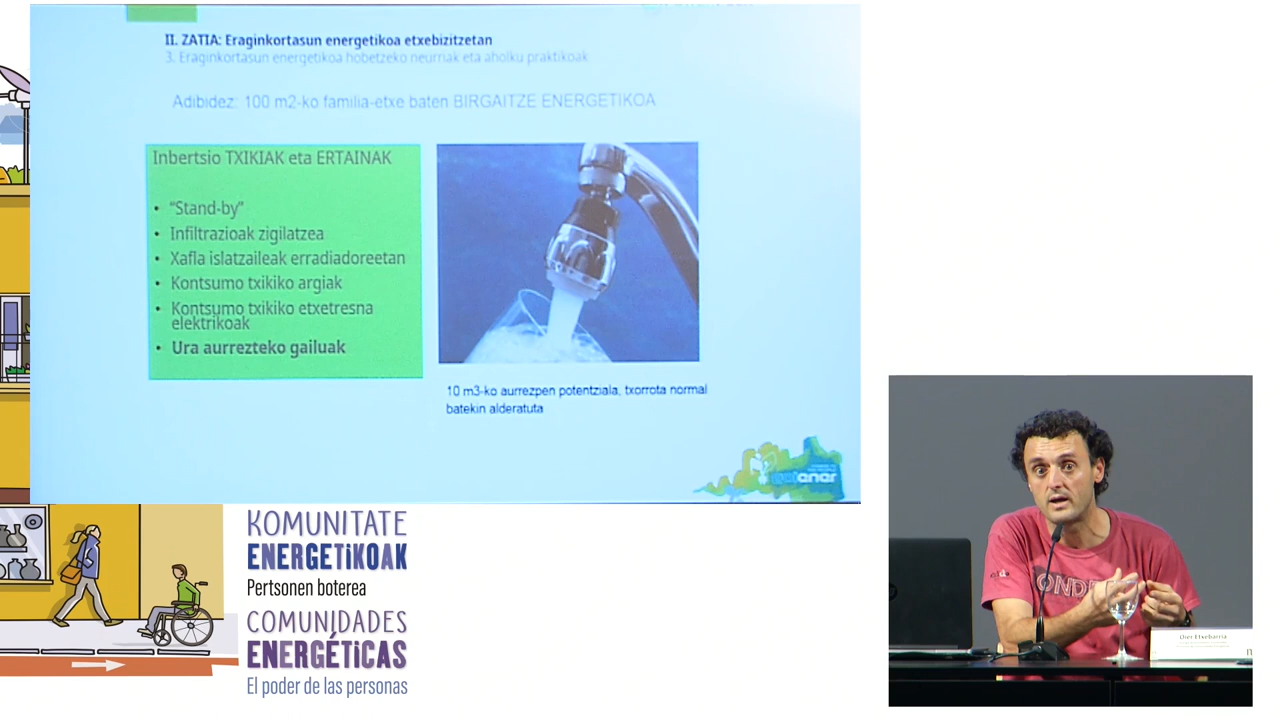 II. ZATIA: Eraginkortasun energetikoa etxebizitzetan
3. Eraginkortasun energetikoa hobetzeko neurriak eta aholku praktikoak
Adibidez: 100 m2-ko familia-etxe baten BIRGAITZE ENERGETIKOA
Inbertsio TXIKIAK eta ERTAINAK
• “Stand-by”
• Infiltrazioak zigilatzea
• Xafla islatzaileak erradiadoreetan
• Kontsumo txikiko argiak
• Kontsumo txikiko etxetresna
elektrikoak
• Ura aurrezteko gailuak
10 m3-ko aurrezpen potentziala, txorrota normal
batekin alderatuta
KOMUNITATE
ENERGETIKOAK
Pertsonen boterea
COMUNIDADES
ENERGÉTICAS
El poder de las personas
Oier Etxebarria